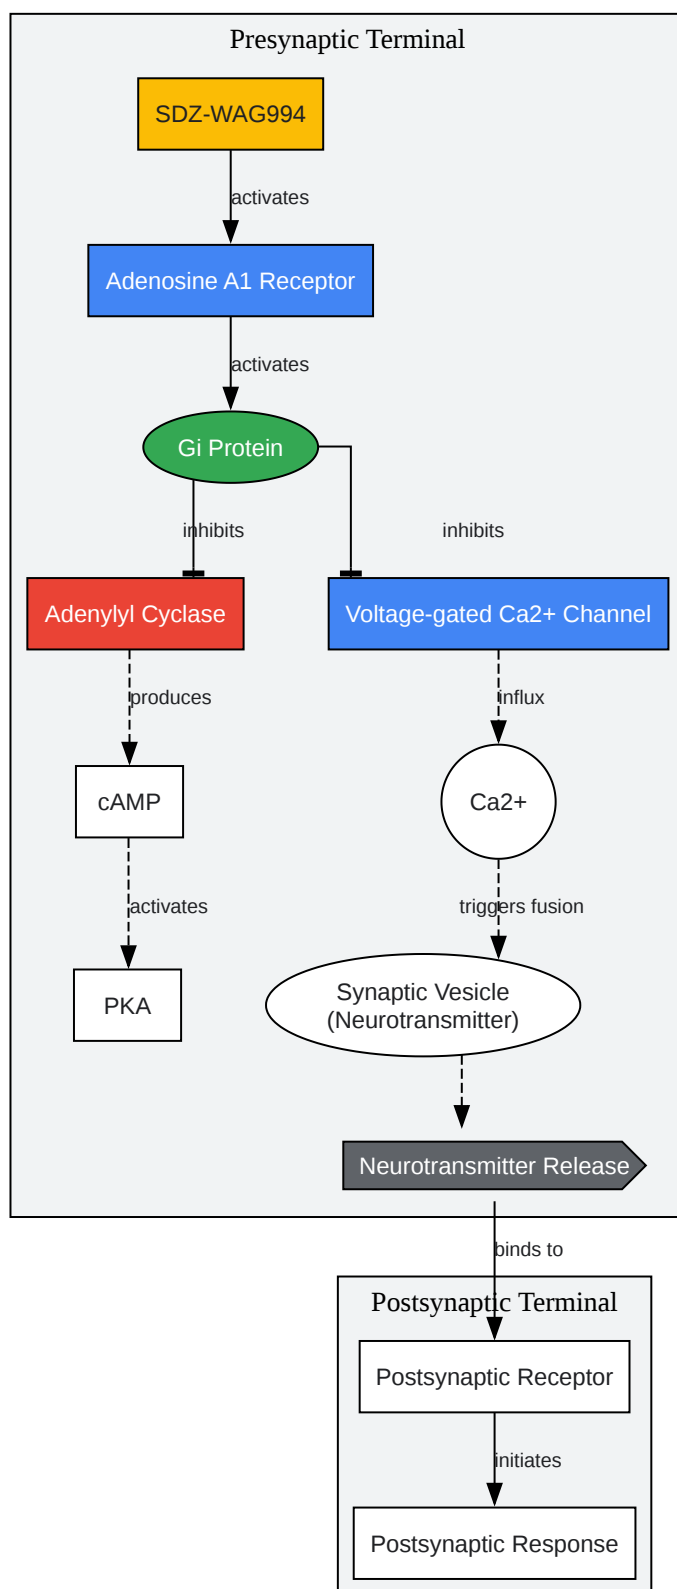 Presynaptic Terminal
SDZ-WAG994
activates
Adenosine A1 Receptor
activates
Gi Protein
inhibits
inhibits
Adenylyl Cyclase
Voltage-gated Ca2+ Channel
produces
influx
cAMP
Ca2+
activates
triggers fusion
PKA
Synaptic Vesicle
(Neurotransmitter)
Neurotransmitter Release
binds to
Postsynaptic Terminal
Postsynaptic Receptor
initiates
Postsynaptic Response